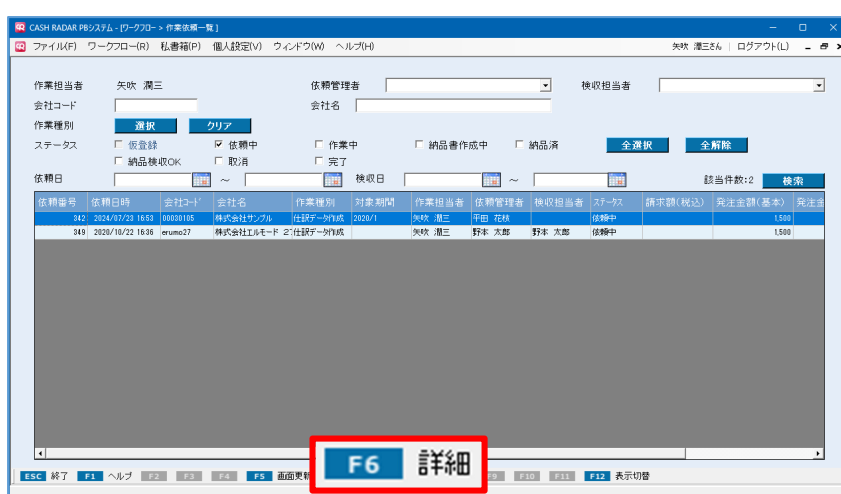 CASH RADAR PBシステム - [ワークフロー > 作業依頼一覧]
ファイル(F) ワークフロー(R) 私書箱(P) 個人設定(V) ウィンドウ(W) ヘルプ(H) 矢吹 潤三さん ログアウト(L)
作業担当者 矢吹 潤三 依頼管理者 検収担当者
会社コード 会社名
作業種別 選択 クリア
ステータス 仮登録 依頼中 作業中 納品書作成中 納品済 全選択 全解除
納品検収OK 取消 完了
依頼日 ～ 検収日 ～ 該当件数:2 検索
依頼番号 依頼日時 会社コード 会社名 作業種別 対象期間 作業担当者 依頼管理者 検収担当者 ステータス 請求額(税込) 発注金額(基本) 発注金
342 2024/07/23 16:53 00030105 株式会社サンプル 仕訳データ作成 2020/1 矢吹 潤三 平田 花枝 依頼中 1,500
349 2020/10/22 16:36 erumo27 株式会社エルモード 27 仕訳データ作成 矢吹 潤三 野本 太郎 野本 太郎 依頼中 1,500
ESC 終了 F1 ヘルプ F2 F3 F4 F5 画面更新 F6 詳細 F9 F10 F11 F12 表示切替